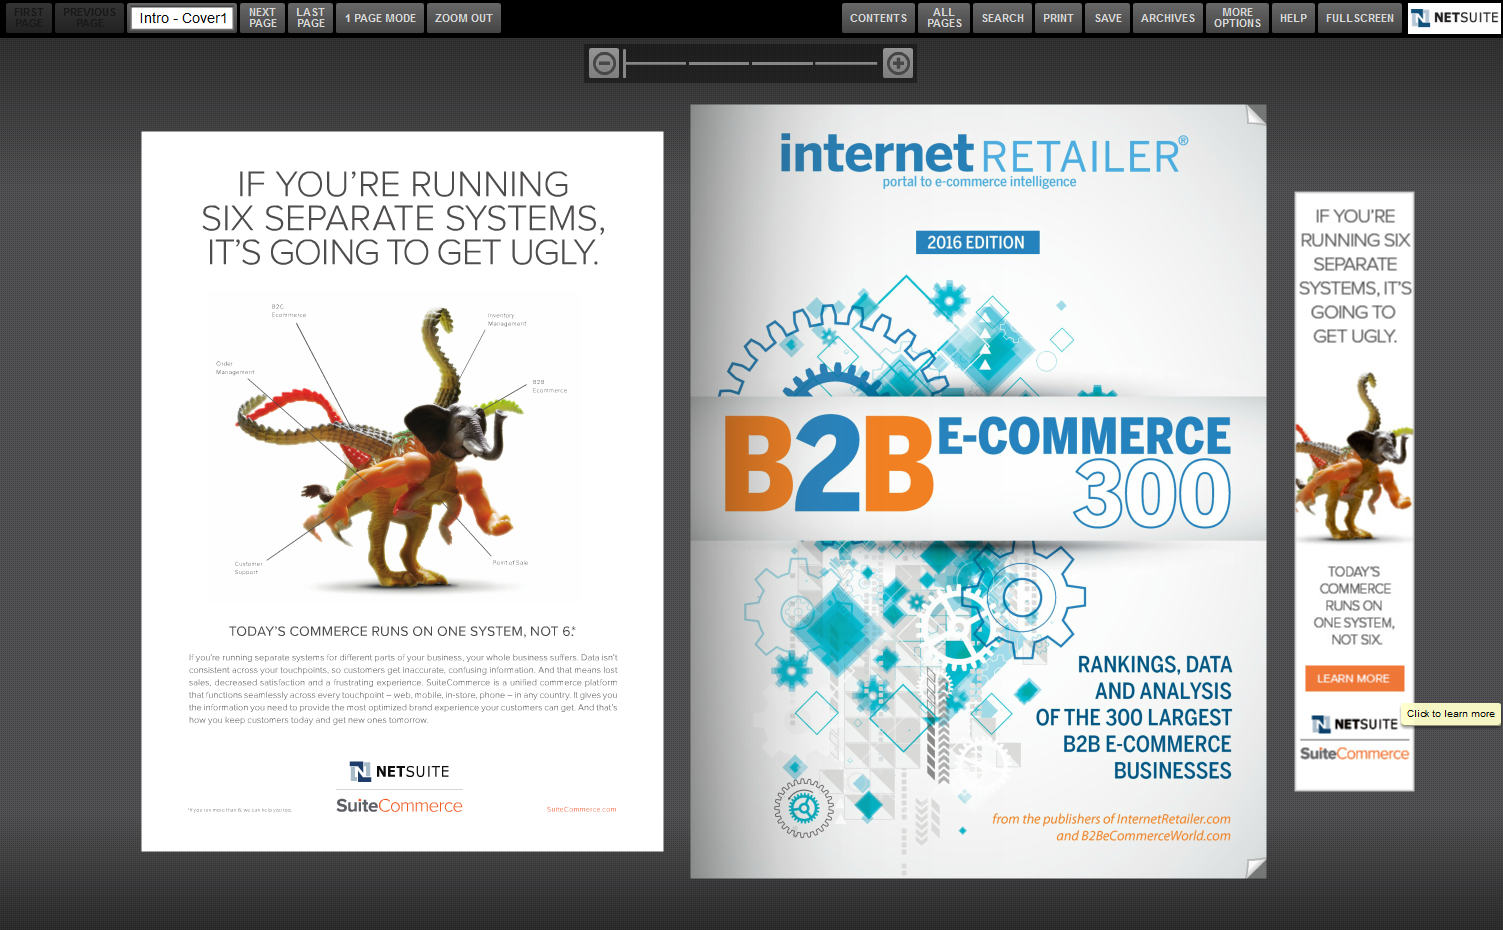 FIRST
PAGE
PREVIOUS
PAGE
Intro - Cover1
NEXT
PAGE
LAST
PAGE
1 PAGE MODE
ZOOM OUT
CONTENTS
ALL
PAGES
SEARCH
PRINT
SAVE
ARCHIVES
MORE
OPTIONS
HELP
FULLSCREEN
NETSUITE
IF YOU'RE RUNNING
SIX SEPARATE SYSTEMS,
IT'S GOING TO GET UGLY.
B2C
Ecommerce
Inventory
Management
Order
Management
B2B
Ecommerce
Customer
Support
Point of Sale
TODAY'S COMMERCE RUNS ON ONE SYSTEM, NOT 6.*
If you're running separate systems for different parts of your business, your whole business suffers. Data isn't
consistent across your touchpoints, so customers get inaccurate, confusing information. And that means lost
sales, decreased satisfaction and a frustrating experience. SuiteCommerce is a unified commerce platform
that functions seamlessly across every touchpoint – web, mobile, in-store, phone – in any country. It gives you
the information you need to provide the most optimized brand experience your customers can get. And that's
how you keep customers today and get new ones tomorrow.
NETSUITE
SuiteCommerce
*If you run more than 6, we can help you too.
SuiteCommerce.com
internet RETAILER®
portal to e-commerce intelligence
2016 EDITION
B2B E-COMMERCE
300
RANKINGS, DATA
AND ANALYSIS
OF THE 300 LARGEST
B2B E-COMMERCE
BUSINESSES
from the publishers of InternetRetailer.com
and B2BeCommerceWorld.com
IF YOU'RE
RUNNING SIX
SEPARATE
SYSTEMS, IT'S
GOING TO
GET UGLY.
TODAY'S
COMMERCE
RUNS ON
ONE SYSTEM,
NOT SIX.
LEARN MORE
Click to learn more
NETSUITE
SuiteCommerce